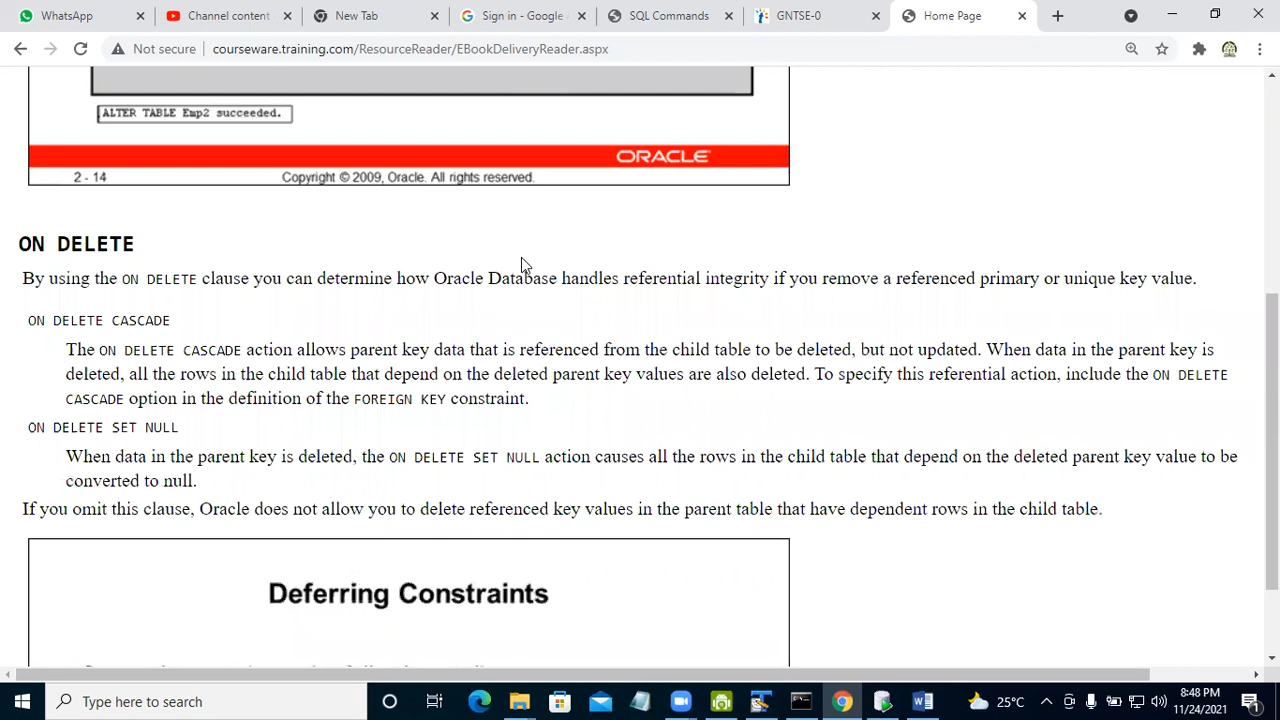 WhatsApp
Channel content
New Tab
Sign in - Google
SQL Commands
GNTSE-0
Home Page
Not secure
courseware.training.com/ResourceReader/EBookDeliveryReader.aspx
ALTER TABLE Emp2 succeeded.
ORACLE
2 - 14
Copyright © 2009, Oracle. All rights reserved.
ON DELETE
By using the ON DELETE clause you can determine how Oracle Database handles referential integrity if you remove a referenced primary or unique key value.
ON DELETE CASCADE
The ON DELETE CASCADE action allows parent key data that is referenced from the child table to be deleted, but not updated. When data in the parent key is
deleted, all the rows in the child table that depend on the deleted parent key values are also deleted. To specify this referential action, include the ON DELETE
CASCADE option in the definition of the FOREIGN KEY constraint.
ON DELETE SET NULL
When data in the parent key is deleted, the ON DELETE SET NULL action causes all the rows in the child table that depend on the deleted parent key value to be
converted to null.
If you omit this clause, Oracle does not allow you to delete referenced key values in the parent table that have dependent rows in the child table.
Deferring Constraints
Type here to search
25°C
8:48 PM
11/24/2021
1